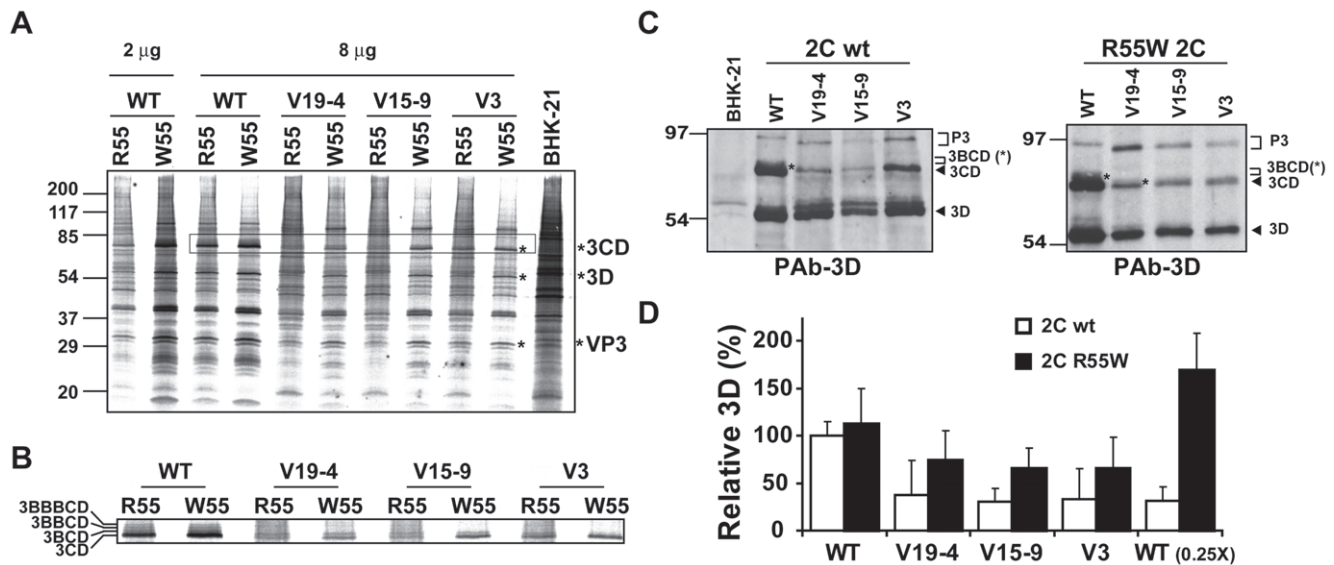 A
2 µg
8 µg
WT
WT
V19-4
V15-9
V3
BHK-21
R55
W55
R55
W55
R55
W55
R55
W55
R55
W55
200
117
85
54
37
29
20
*
*
*
*3CD
*3D
*VP3
B
WT
V19-4
V15-9
V3
R55
W55
R55
W55
R55
W55
R55
W55
3BBBCD
3BBCD
3BCD
3CD
C
2C wt
BHK-21
WT
V19-4
V15-9
V3
97
54
*
P3
3BCD (*)
3CD
3D
PAb-3D
R55W 2C
WT
V19-4
V15-9
V3
97
54
*
*
P3
3BCD(*)
3CD
3D
PAb-3D
D
Relative 3D (%)
200
150
100
50
0
2C wt
2C R55W
WT
V19-4
V15-9
V3
WT (0.25X)